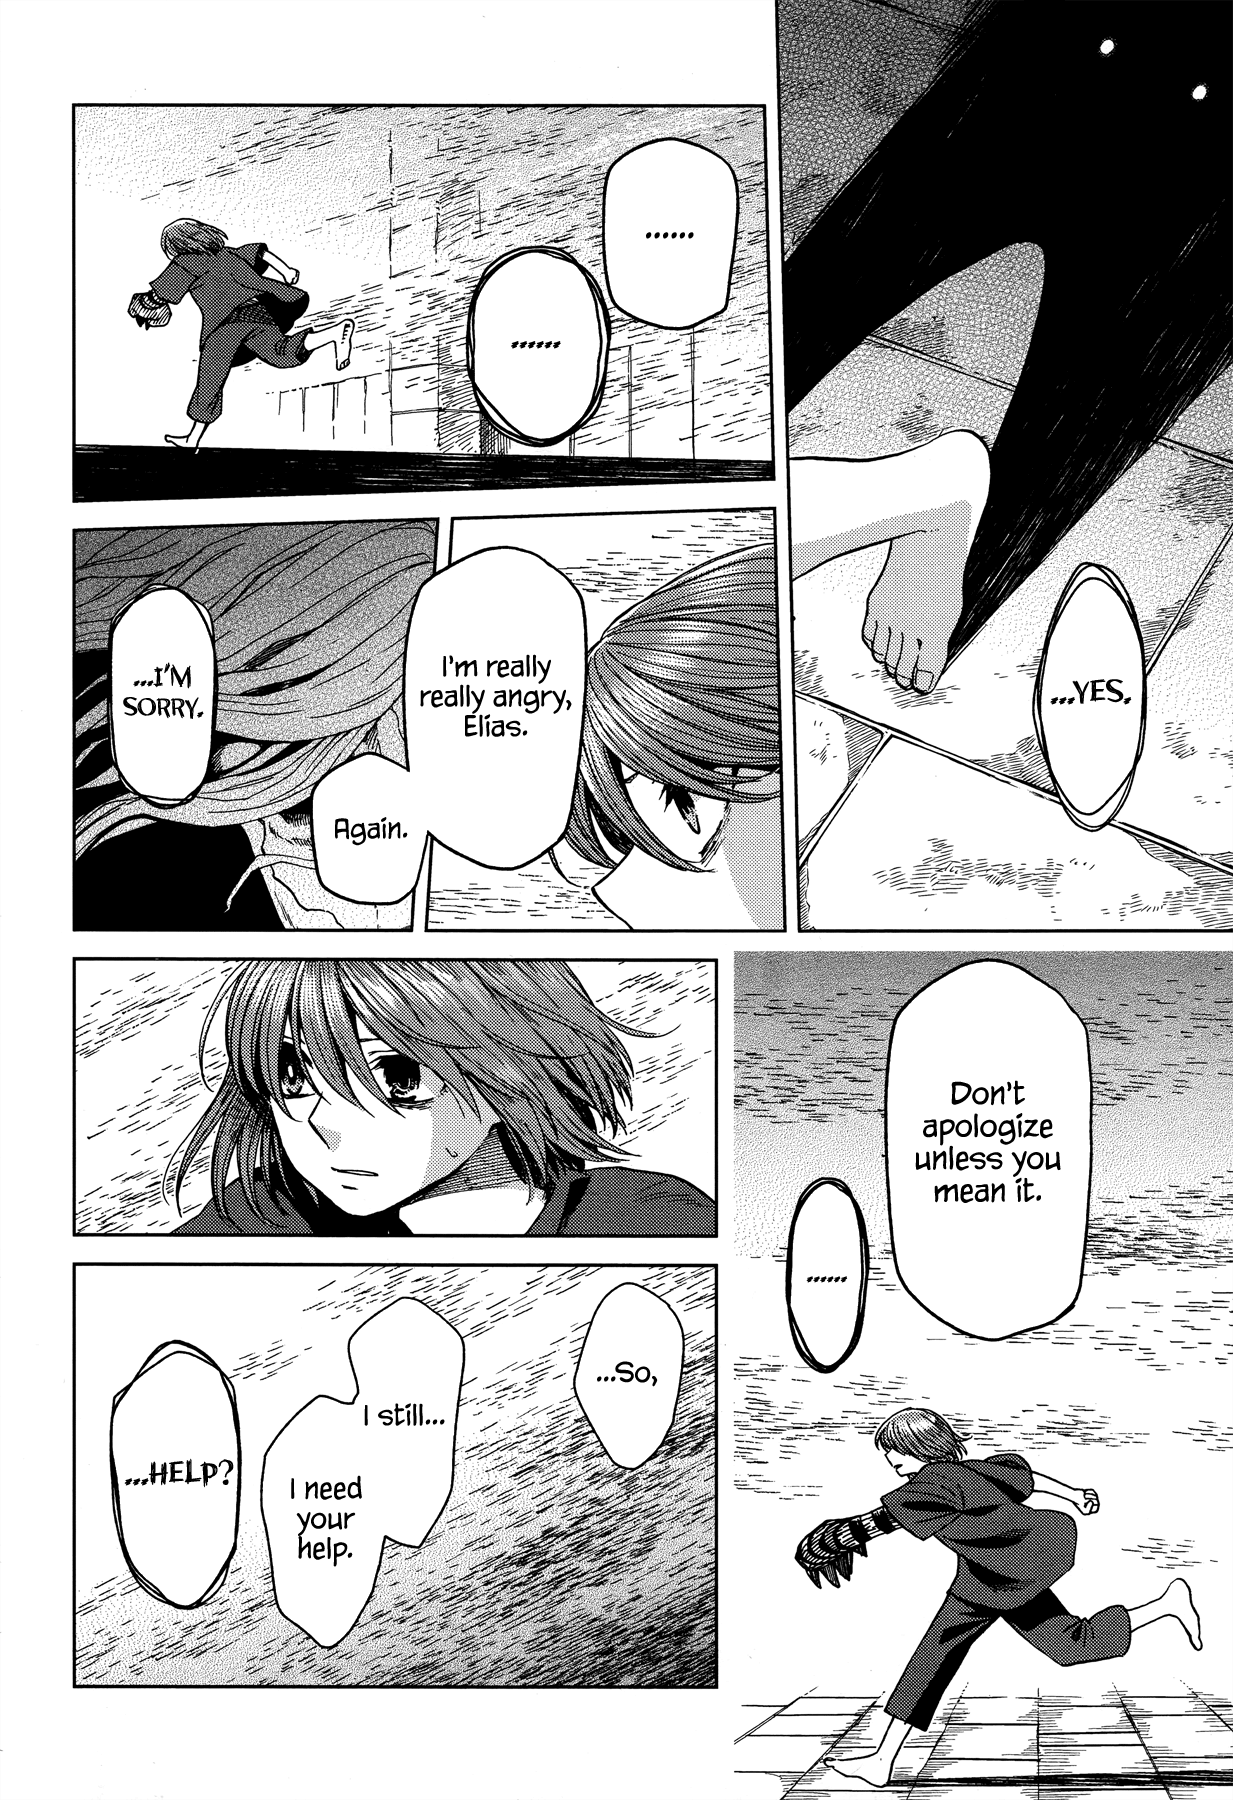 ...YES.
......
......
I'm really
really angry,
Elias.
Again.
...I'M
SORRY.
Don't
apologize
unless you
mean it.
......
...So,
I still...
I need
your
help.
...HELP?